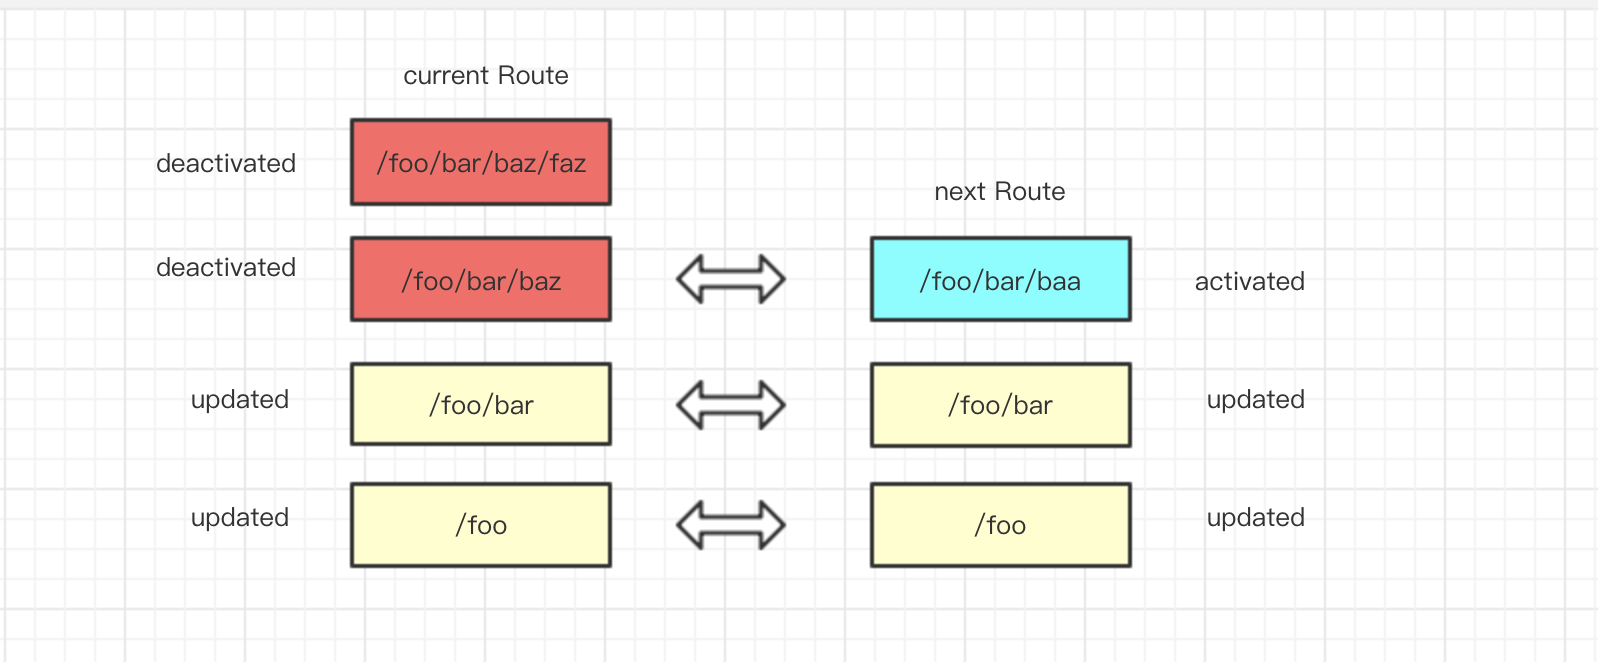 current Route
deactivated
/foo/bar/baz/faz
next Route
deactivated
/foo/bar/baz
/foo/bar/baa
activated
updated
/foo/bar
/foo/bar
updated
updated
/foo
/foo
updated